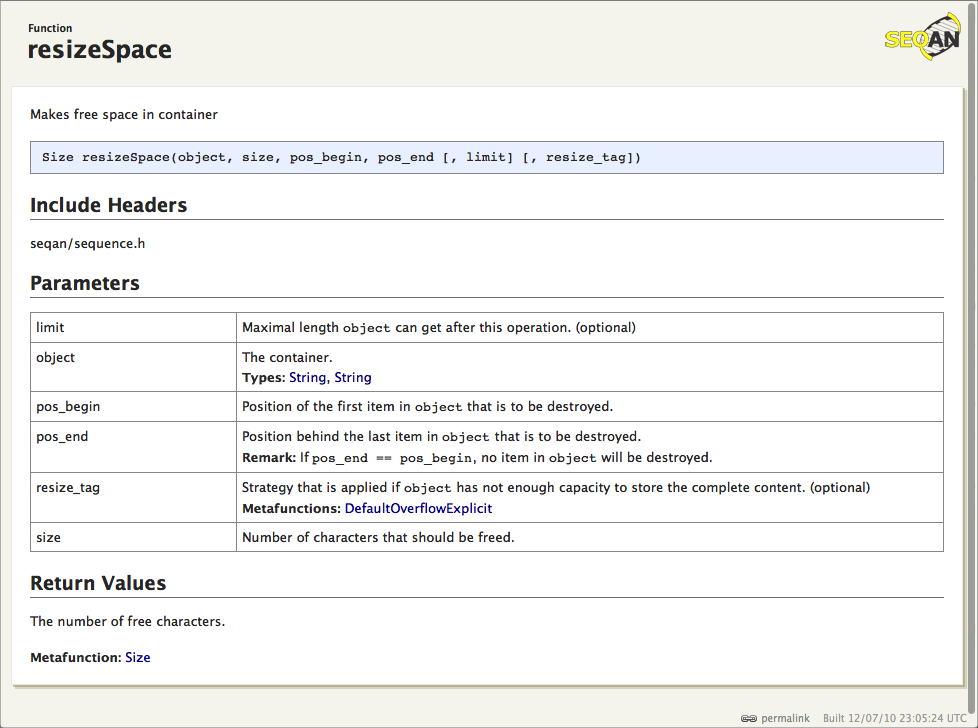 Function
resizeSpace
SEQAN
Makes free space in container
Size resizeSpace(object, size, pos_begin, pos_end [, limit] [, resize_tag])
Include Headers
seqan/sequence.h
Parameters
limit Maximal length object can get after this operation. (optional)
object The container.
Types: String, String
pos_begin Position of the first item in object that is to be destroyed.
pos_end Position behind the last item in object that is to be destroyed.
Remark: If pos_end == pos_begin, no item in object will be destroyed.
resize_tag Strategy that is applied if object has not enough capacity to store the complete content. (optional)
Metafunctions: DefaultOverflowExplicit
size Number of characters that should be freed.
Return Values
The number of free characters.
Metafunction: Size
permalink Built 12/07/10 23:05:24 UTC